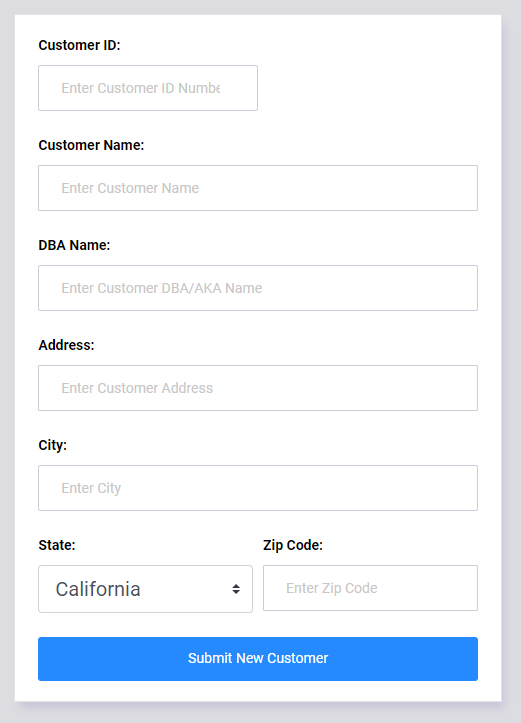 Customer ID:
Enter Customer ID Numbe
Customer Name:
Enter Customer Name
DBA Name:
Enter Customer DBA/AKA Name
Address:
Enter Customer Address
City:
Enter City
State: Zip Code:
California Enter Zip Code
Submit New Customer